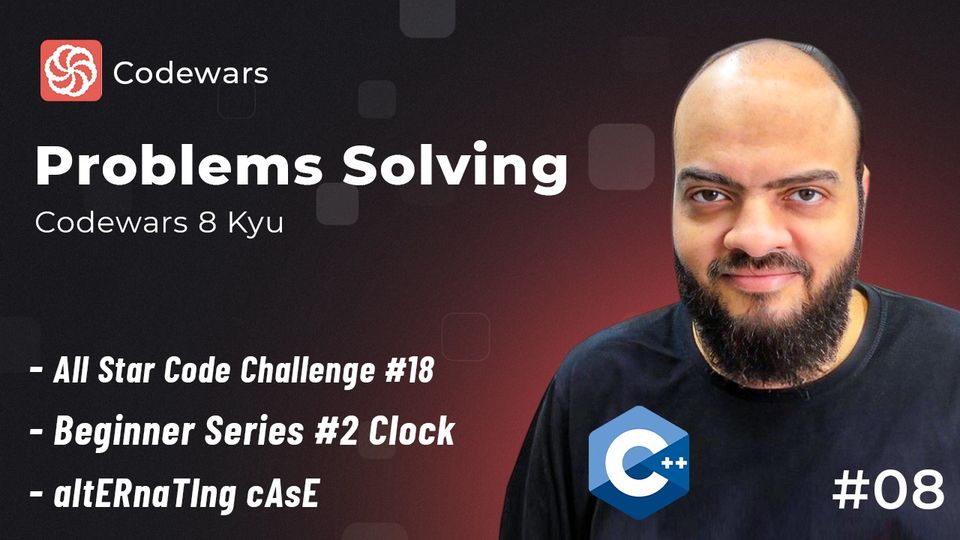 Codewars
Problems Solving
Codewars 8 Kyu
- All Star Code Challenge #18
- Beginner Series #2 Clock
- altERnaTIng cAsE
C++
#08